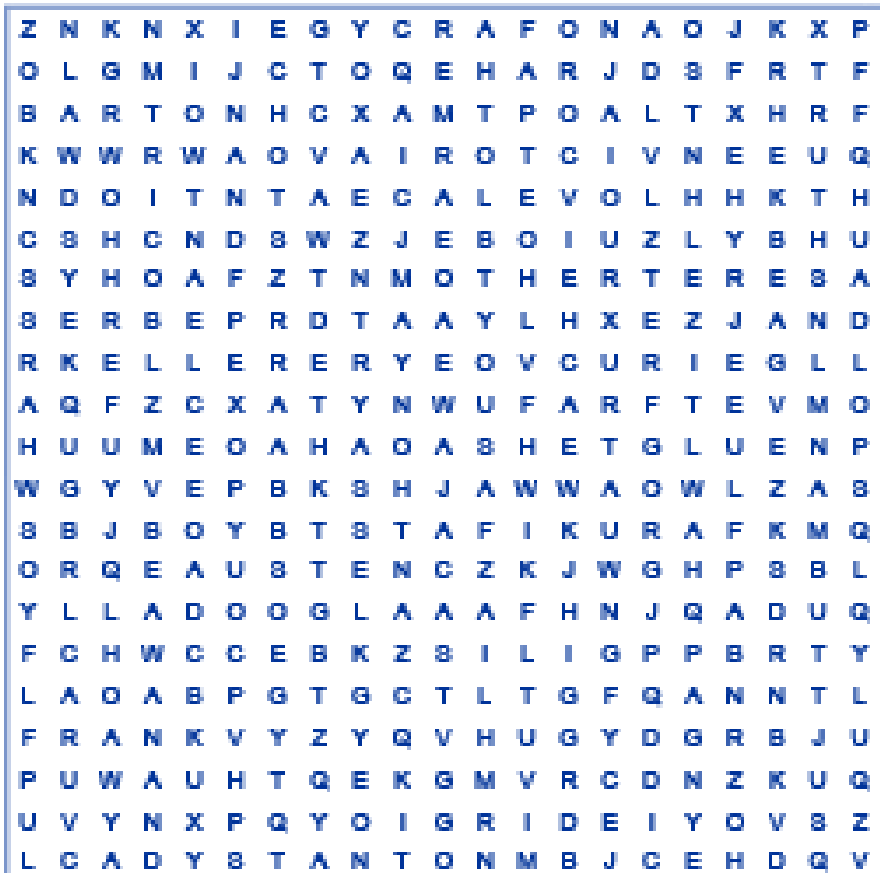 Z N K N X I E G Y C R A F O N A O J K X P
O L G M I J C T O Q E H A R J D S F R T F
B A R T O N H C X A M T P O A L T X H R F
K W W R W A O V A I R O T C I V N E E U Q
N D O I T N T A E C A L E V O L H H K T H
C S H C N D S W Z J E B O I U Z L Y B H U
S Y H O A F Z T N M O T H E R T E R E S A
S E R B E P R D T A A Y L H X E Z J A N D
R K E L L E R E R Y E O V C U R I E G L L
A Q F Z C X A T Y N W U F A R F T E V M O
H U U M E O A H A O A S H E T G L U E N P
W G Y V E P B K S H J A W W A O W L Z A S
S B J B O Y B T S T A F I K U R A F K M Q
O R Q E A U S T E N C Z K J W G H P S B L
Y L L A D O O G L A A A F H N J Q A D U Q
F C H W C C E B K Z S I L I G P P B R T Y
L A O A B P G T G C T L T G F Q A N N T L
F R A N K V Y Z Y Q V H U G Y D G R B J U
P U W A U H T Q E K G M V R C D N Z K U Q
U V Y N X P Q Y O I G R I D E I Y O V S Z
L C A D Y S T A N T O N M B J C E H D Q V